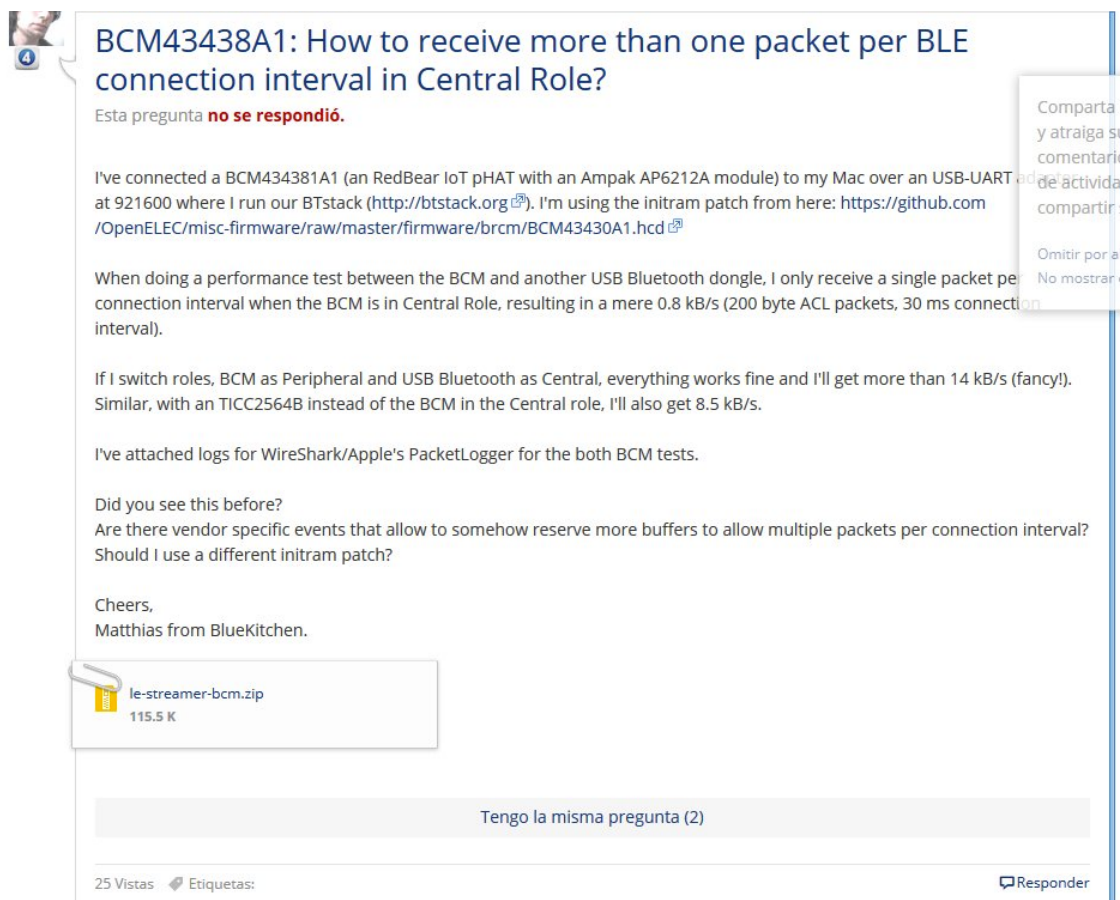 4
BCM43438A1: How to receive more than one packet per BLE
connection interval in Central Role?
Esta pregunta no se respondió.
I've connected a BCM434381A1 (an RedBear IoT pHAT with an Ampak AP6212A module) to my Mac over an USB-UART
at 921600 where I run our BTstack (http://btstack.org). I'm using the initram patch from here: https://github.com
/OpenELEC/misc-firmware/raw/master/firmware/brcm/BCM43430A1.hcd
When doing a performance test between the BCM and another USB Bluetooth dongle, I only receive a single packet per
connection interval when the BCM is in Central Role, resulting in a mere 0.8 kB/s (200 byte ACL packets, 30 ms connection
interval).
If I switch roles, BCM as Peripheral and USB Bluetooth as Central, everything works fine and I'll get more than 14 kB/s (fancy!).
Similar, with an TICC2564B instead of the BCM in the Central role, I'll also get 8.5 kB/s.
I've attached logs for WireShark/Apple's PacketLogger for the both BCM tests.
Did you see this before?
Are there vendor specific events that allow to somehow reserve more buffers to allow multiple packets per connection interval?
Should I use a different initram patch?
Cheers,
Matthias from BlueKitchen.
le-streamer-bcm.zip
115.5 K
Tengo la misma pregunta (2)
25 Vistas Etiquetas:
Responder
Comparta
y atraiga
compartir
Omitir por
No mostrar